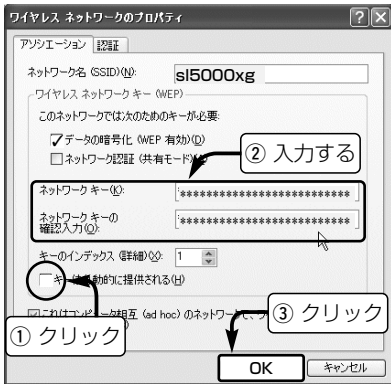 ワイヤレス ネットワークのプロパティ
アソシエーション 認証
ネットワーク名 (SSID)(N): sl5000xg
ワイヤレス ネットワーク キー (WEP)
このネットワークでは次のためのキーが必要:
データの暗号化 (WEP 有効)(D)
ネットワーク認証 (共有モード)
② 入力する
ネットワーク キー(K): **************************
ネットワーク キーの
確認入力(O): **************************
キーのインデックス (詳細)(X): 1
キ 動的に提供される(H)
① クリック
③ クリック
これはコンピュータ相互 (ad hoc) のネットワークで、
OK キャンセル